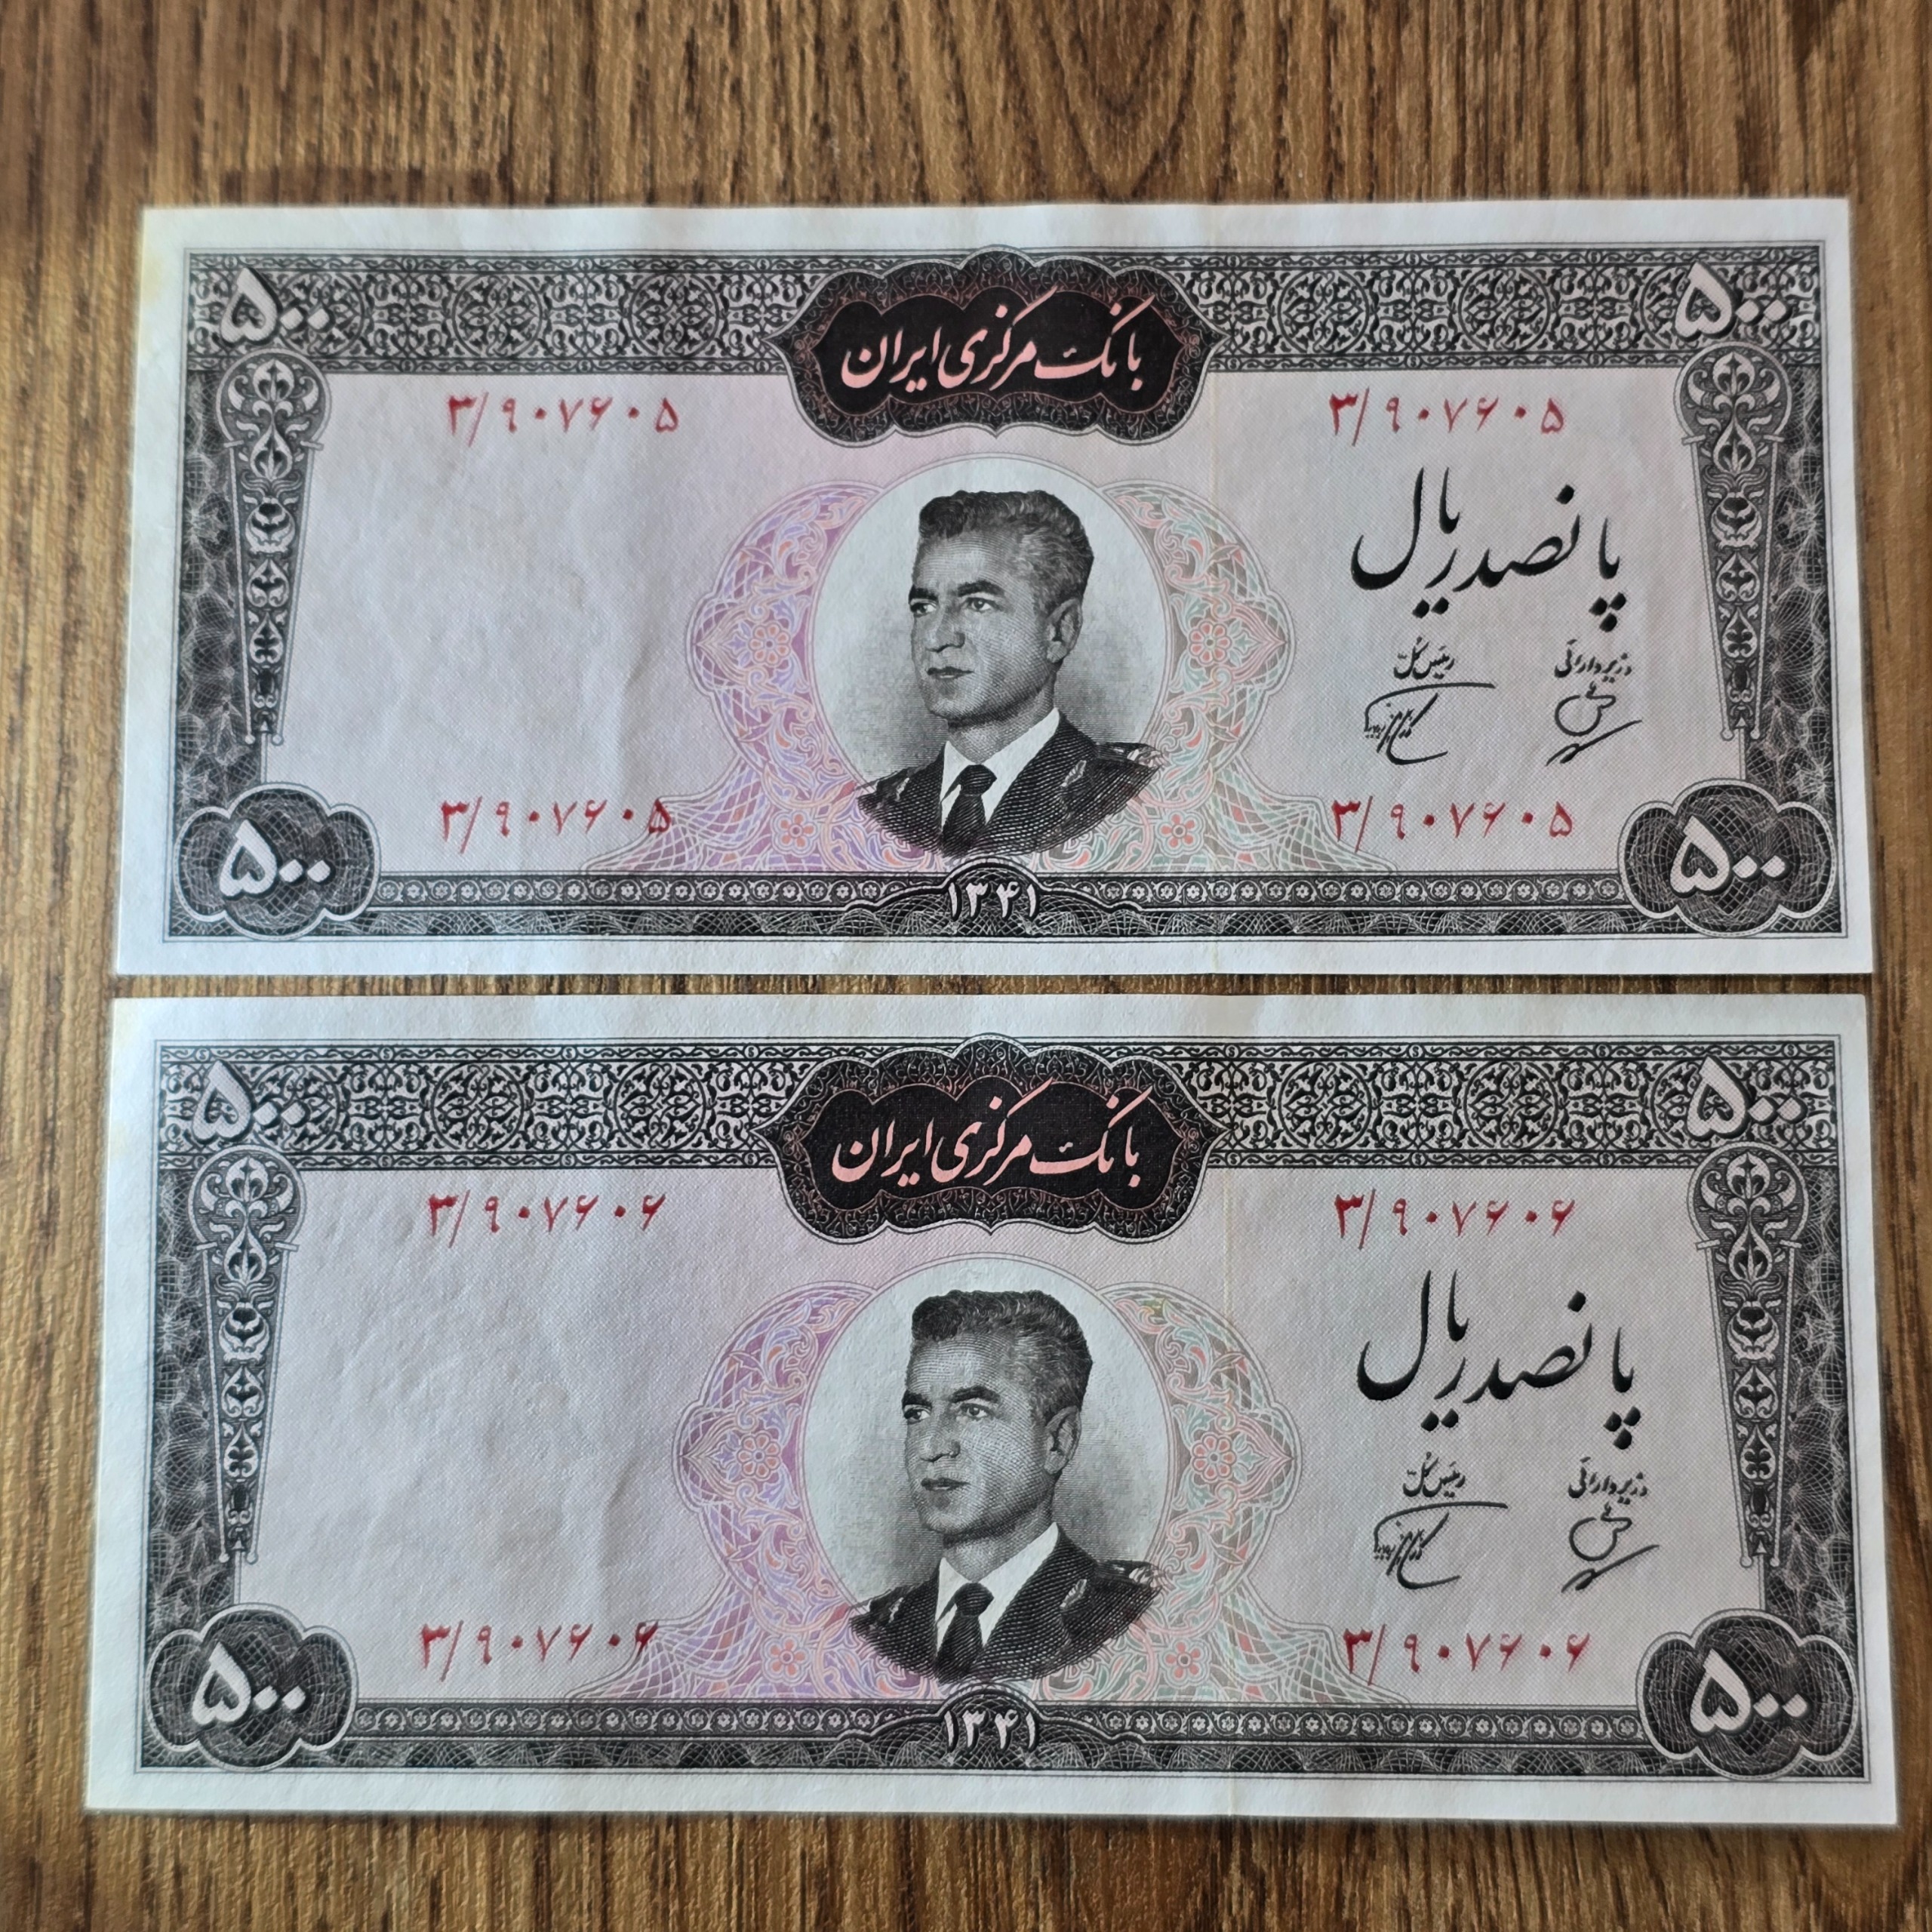 ۵۰۰ ۵۰۰
بانک مرکزی ایران
۳/۹۰۷۶۰۵ ۳/۹۰۷۶۰۵
پانصد ریال
وزیر دارائی رئیس کل
۳/۹۰۷۶۰۵ ۳/۹۰۷۶۰۵
۵۰۰ ۵۰۰
۱۳۴۱
۵۰۰ ۵۰۰
بانک مرکزی ایران
۳/۹۰۷۶۰۶ ۳/۹۰۷۶۰۶
پانصد ریال
وزیر دارائی رئیس کل
۳/۹۰۷۶۰۶ ۳/۹۰۷۶۰۶
۵۰۰ ۵۰۰
۱۳۴۱